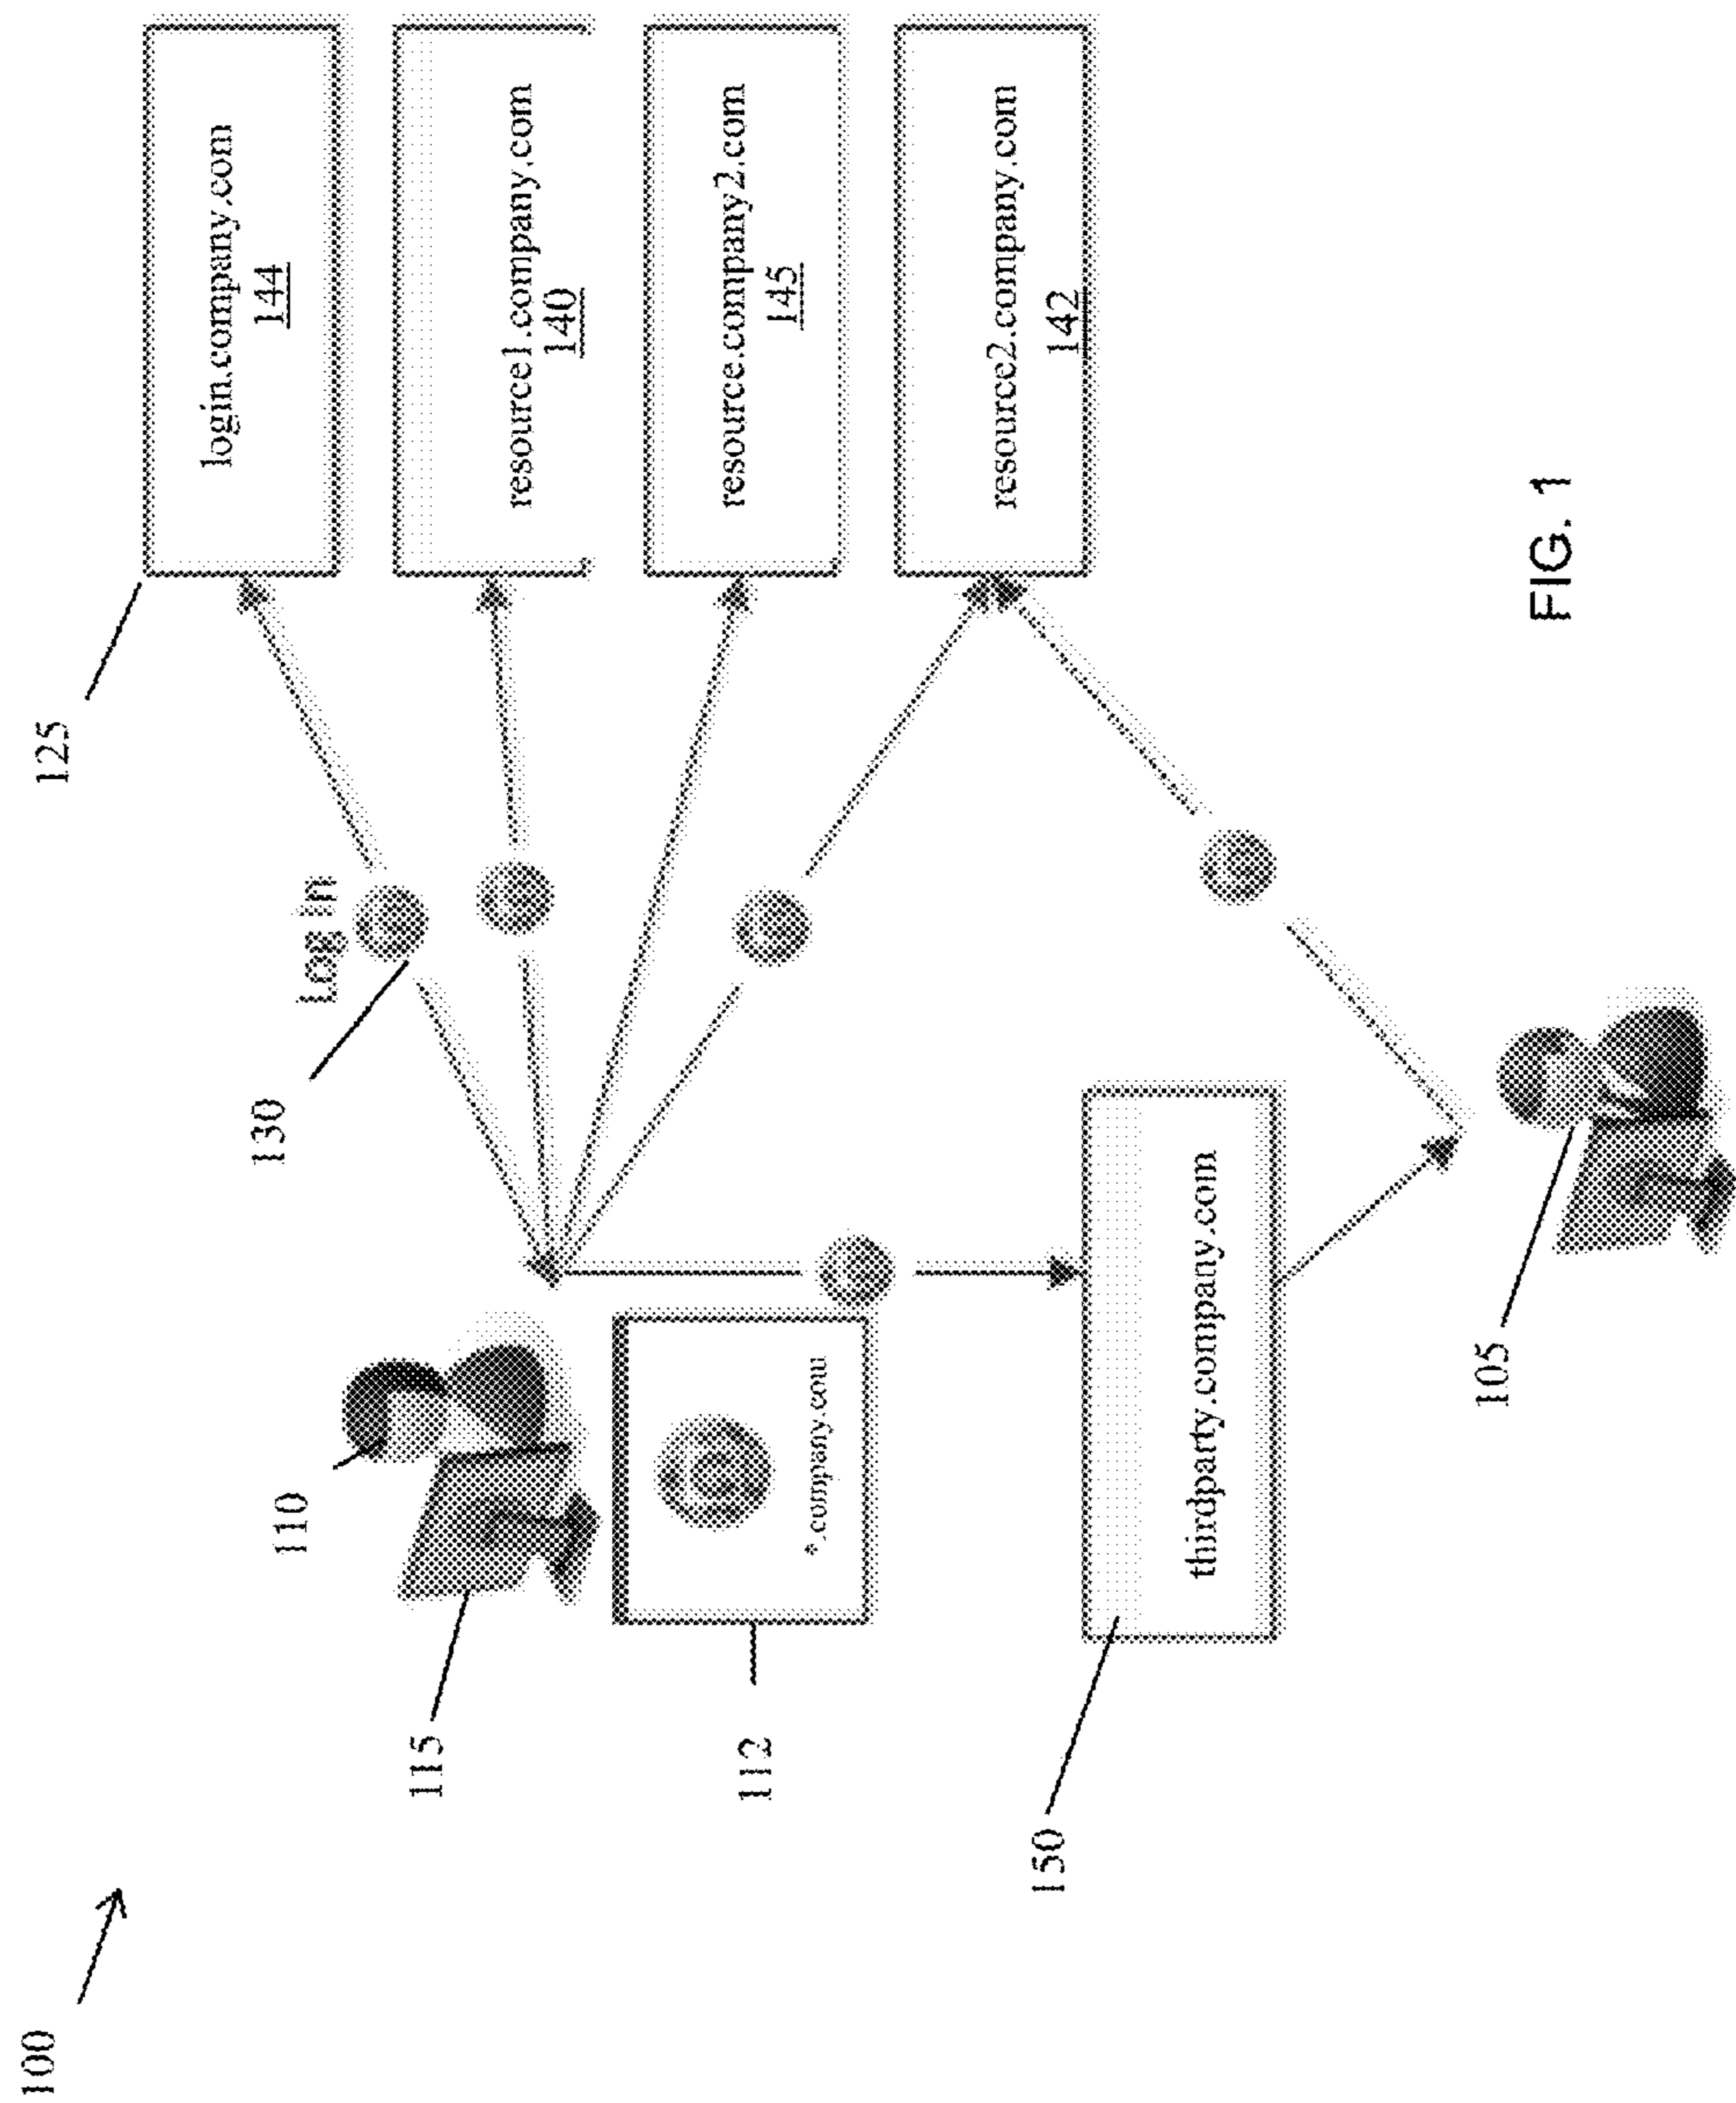 100
125
login.company.con
144
130
110
Log In
115
resource1.company.com
140
112
resource.company2.com
145
*.company.com
150
resource2.company.com
142
thirdparty.company.com
105
FIG. 1